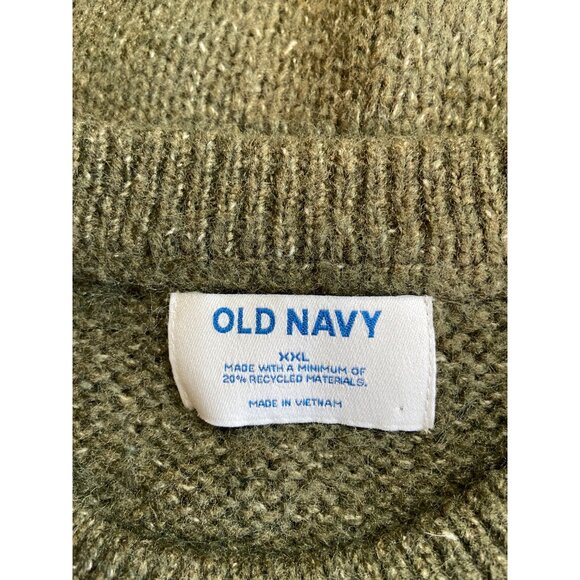 OLD NAVY
XXL
MADE WITH A MINIMUM OF
20% RECYCLED MATERIALS.
MADE IN VIETNAM